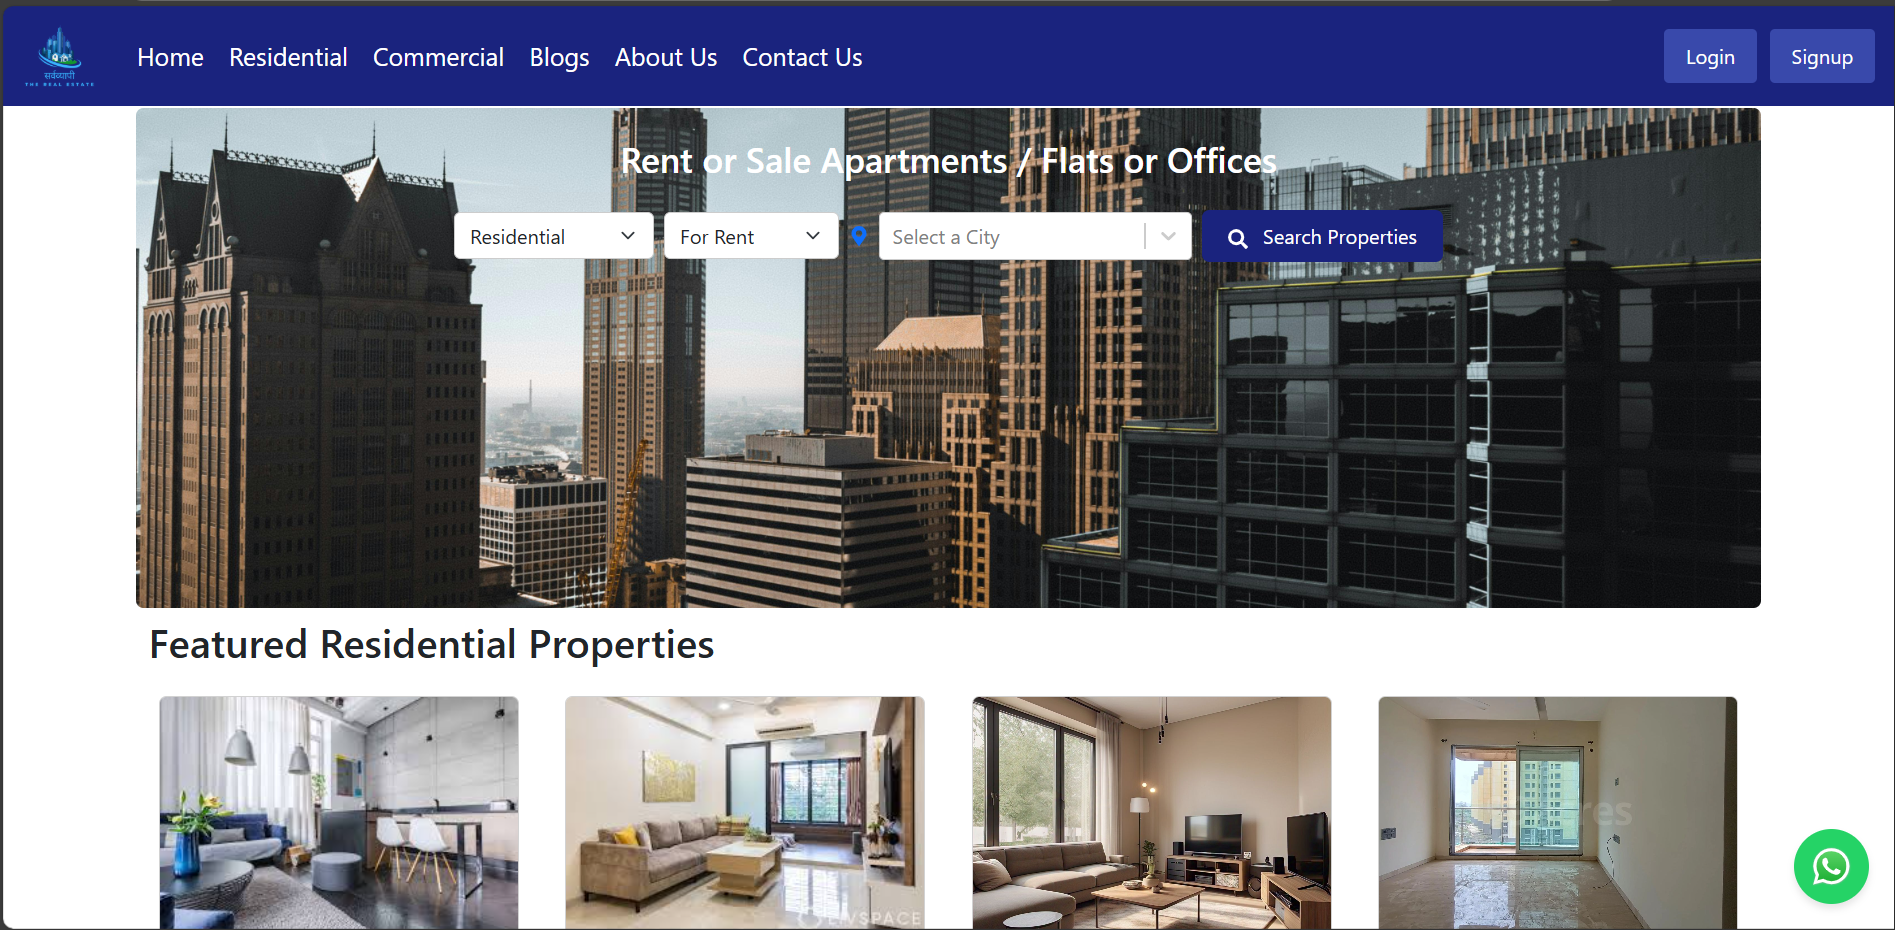 सर्वव्यापी
THE REAL ESTATE
Home Residential Commercial Blogs About Us Contact Us
Login Signup
Rent or Sale Apartments / Flats or Offices
Residential For Rent Select a City Search Properties
Featured Residential Properties
LIVSPACE